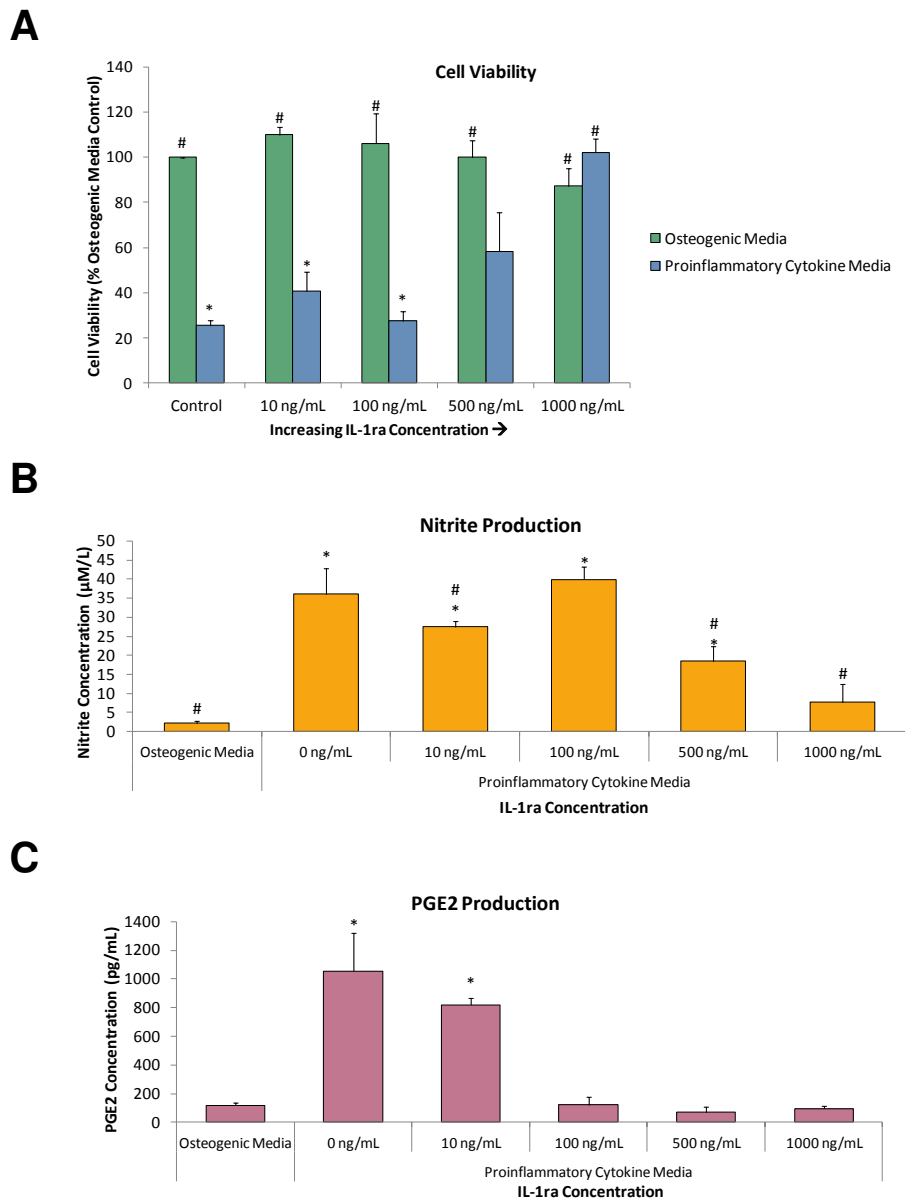 A
Cell Viability
Cell Viability (% Osteogenic Media Control)
140
120
100
80
60
40
20
0
# # # # # #
* * *
Control 10 ng/mL 100 ng/mL 500 ng/mL 1000 ng/mL
Increasing IL-1ra Concentration →
Osteogenic Media
Proinflammatory Cytokine Media
B
Nitrite Production
Nitrite Concentration (µM/L)
50
45
40
35
30
25
20
15
10
5
0
# * # * * # * #
Osteogenic Media 0 ng/mL 10 ng/mL 100 ng/mL 500 ng/mL 1000 ng/mL
Proinflammatory Cytokine Media
IL-1ra Concentration
C
PGE2 Production
PGE2 Concentration (pg/mL)
1400
1200
1000
800
600
400
200
0
* *
Osteogenic Media 0 ng/mL 10 ng/mL 100 ng/mL 500 ng/mL 1000 ng/mL
Proinflammatory Cytokine Media
IL-1ra Concentration